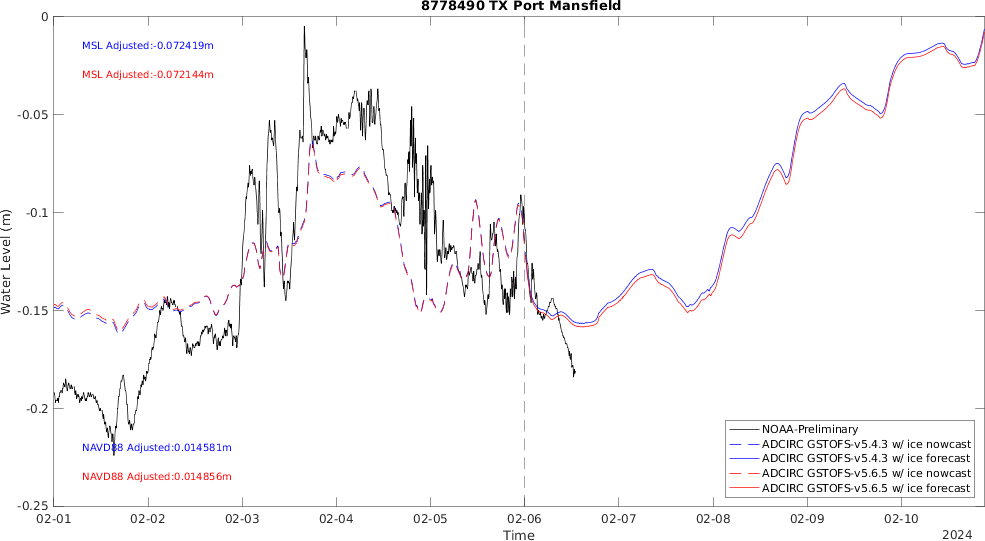 8778490 TX Port Mansfield
0
-0.05
-0.1
-0.15
-0.2
-0.25
Water Level (m)
MSL Adjusted:-0.072419m
MSL Adjusted:-0.072144m
NAVD88 Adjusted:0.014581m
NAVD88 Adjusted:0.014856m
NOAA-Preliminary
ADCIRC GSTOFS-v5.4.3 w/ ice nowcast
ADCIRC GSTOFS-v5.4.3 w/ ice forecast
ADCIRC GSTOFS-v5.6.5 w/ ice nowcast
ADCIRC GSTOFS-v5.6.5 w/ ice forecast
02-01 02-02 02-03 02-04 02-05 02-06 02-07 02-08 02-09 02-10
Time
2024